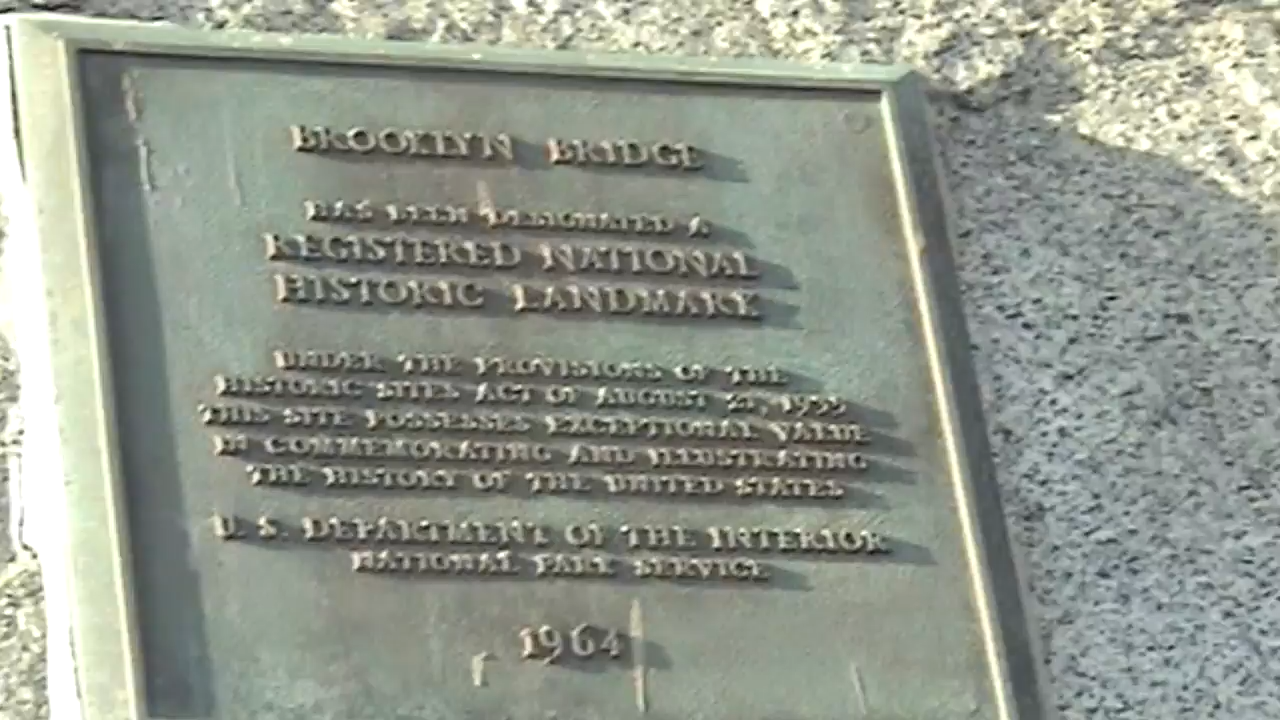 BROOKLYN BRIDGE
HAS BEEN DESIGNATED A
REGISTERED NATIONAL
HISTORIC LANDMARK
UNDER THE PROVISIONS OF THE
HISTORIC SITES ACT OF AUGUST 21, 1935
THIS SITE POSSESSES EXCEPTIONAL VALUE
IN COMMEMORATING AND ILLUSTRATING
THE HISTORY OF THE UNITED STATES
U. S. DEPARTMENT OF THE INTERIOR
NATIONAL PARK SERVICE
1964